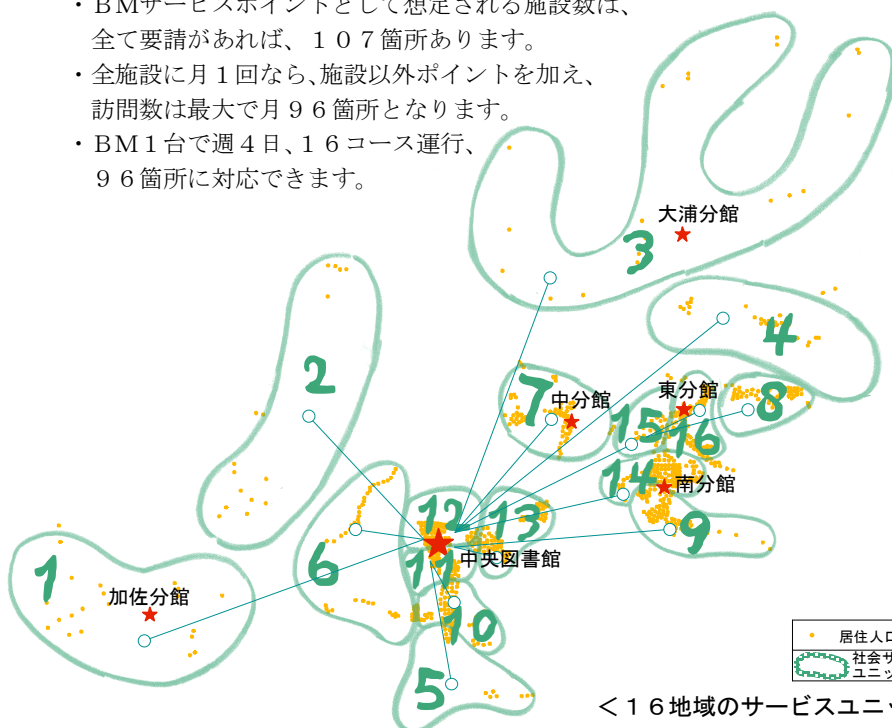 ・ＢＭサービスポイントとして想定される施設数は、
全て要請があれば、１０７箇所あります。
・全施設に月１回なら、施設以外ポイントを加え、
訪問数は最大で月９６箇所となります。
・ＢＭ１台で週４日、１６コース運行、
９６箇所に対応できます。
大浦分館
3
4
2
7
中分館
東分館
8
15
16
14
南分館
12
13
9
6
11
中央図書館
1
加佐分館
10
5
居住人口
社会サ
ユニッ
＜１６地域のサービスユニッ